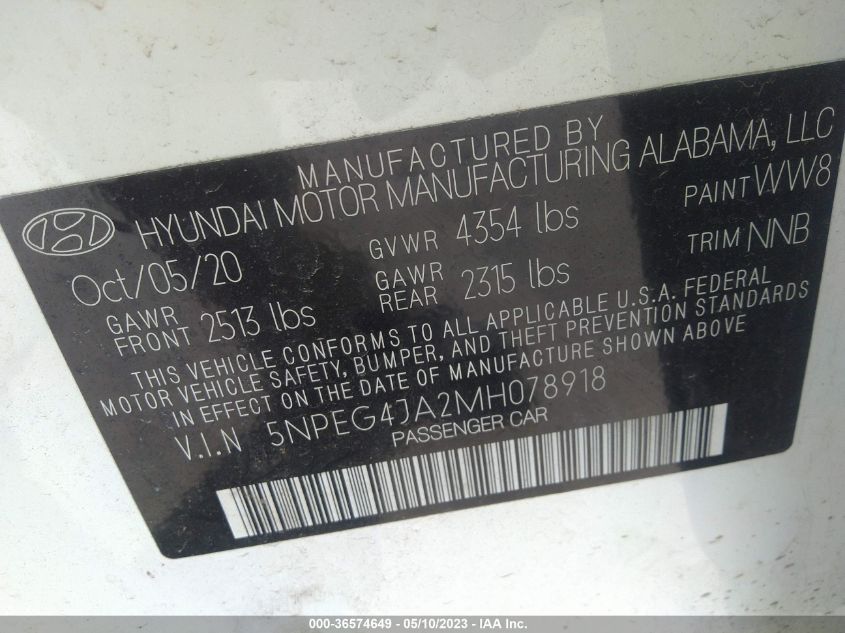 MANUFACTURED BY
HYUNDAI MOTOR MANUFACTURING ALABAMA, LLC
Oct/05/20 GVWR 4354 lbs PAINT WW8
GAWR FRONT 2513 lbs GAWR REAR 2315 lbs TRIM NNB
THIS VEHICLE CONFORMS TO ALL APPLICABLE U.S.A. FEDERAL
MOTOR VEHICLE SAFETY, BUMPER, AND THEFT PREVENTION STANDARDS
IN EFFECT ON THE DATE OF MANUFACTURE SHOWN ABOVE
V.I.N 5NPEG4JA2MH078918
PASSENGER CAR
000-36574649 - 05/10/2023 - IAA Inc.